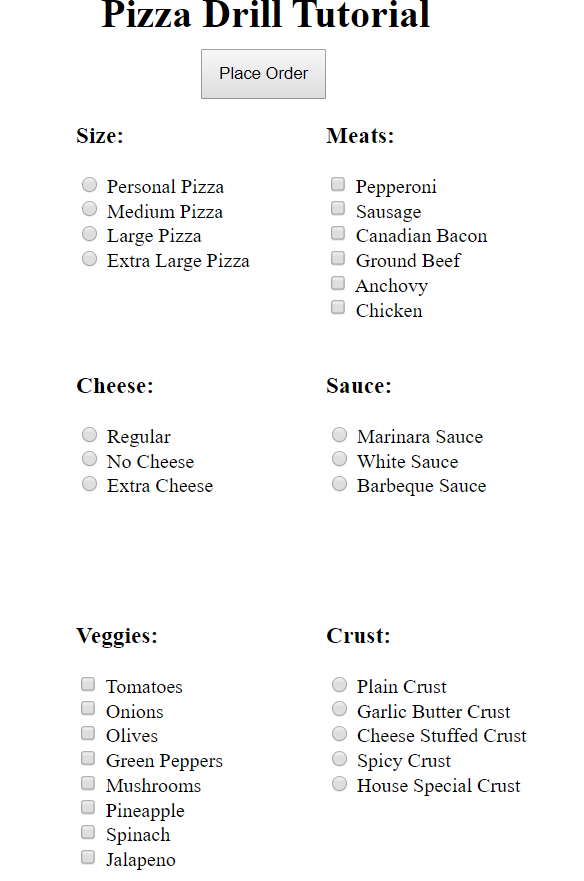 Pizza Drill Tutorial
Place Order
Size:
Personal Pizza
Medium Pizza
Large Pizza
Extra Large Pizza
Meats:
Pepperoni
Sausage
Canadian Bacon
Ground Beef
Anchovy
Chicken
Cheese:
Regular
No Cheese
Extra Cheese
Sauce:
Marinara Sauce
White Sauce
Barbeque Sauce
Veggies:
Tomatoes
Onions
Olives
Green Peppers
Mushrooms
Pineapple
Spinach
Jalapeno
Crust:
Plain Crust
Garlic Butter Crust
Cheese Stuffed Crust
Spicy Crust
House Special Crust